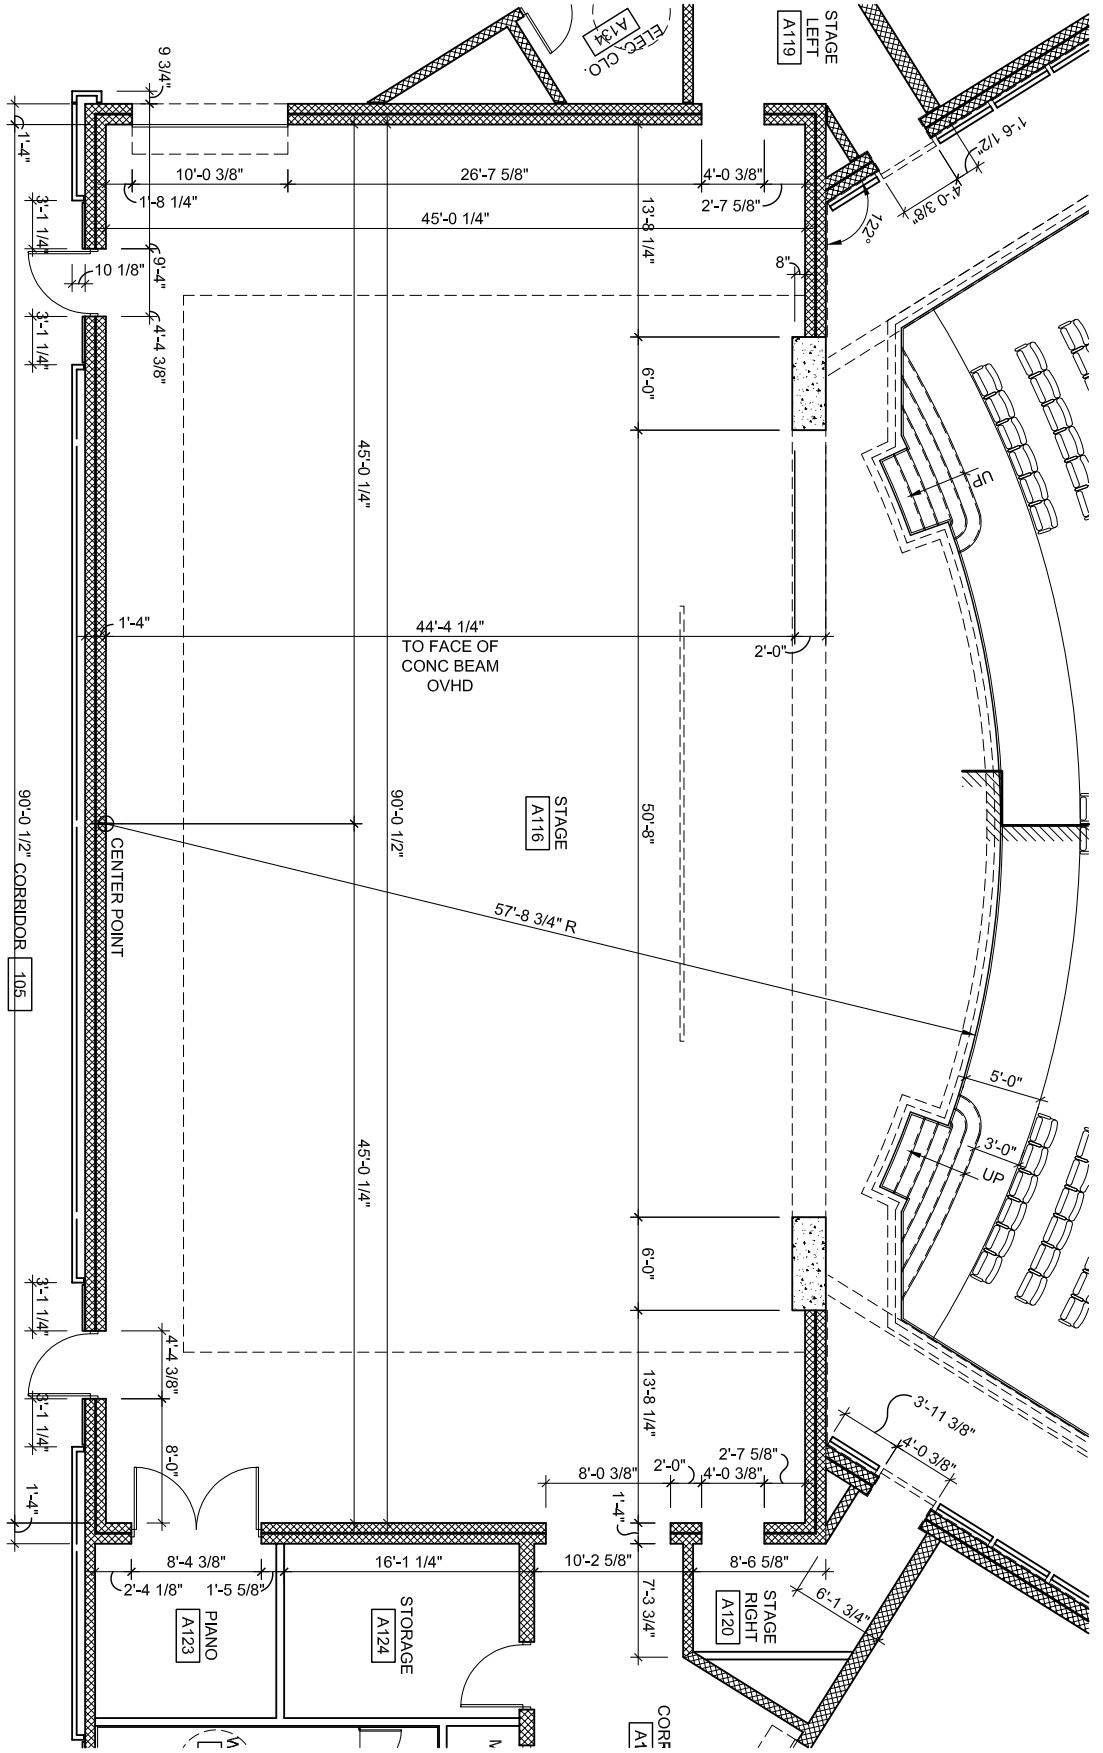 STAGE
LEFT
A119
ELEC. CLO.
A134
9 3/4"
1'-4"
10'-0 3/8"
26'-7 5/8"
4'-0 3/8"
1'-8 1/4"
2'-7 5/8"
45'-0 1/4"
13'-8 1/4"
1'-6 1/2"
4'-0 3/8"
122°
3'-1 1/4"
9'-4"
10 1/8"
8"
3'-1 1/4"
4'-4 3/8"
6'-0"
45'-0 1/4"
UP
1'-4"
44'-4 1/4"
TO FACE OF
CONC BEAM
OVHD
2'-0"
90'-0 1/2"
90'-0 1/2"
STAGE
A116
50'-8"
CENTER POINT
CORRIDOR
105
57'-8 3/4" R
5'-0"
3'-0"
UP
45'-0 1/4"
6'-0"
3'-1 1/4"
4'-4 3/8"
3'-1 1/4"
8'-0"
1'-4"
13'-8 1/4"
3'-11 3/8"
4'-0 3/8"
2'-7 5/8"
8'-0 3/8"
2'-0"
4'-0 3/8"
1'-4"
8'-4 3/8"
16'-1 1/4"
10'-2 5/8"
8'-6 5/8"
2'-4 1/8"
1'-5 5/8"
7'-3 3/4"
6'-1 3/4"
PIANO
A123
STORAGE
A124
STAGE
RIGHT
A120